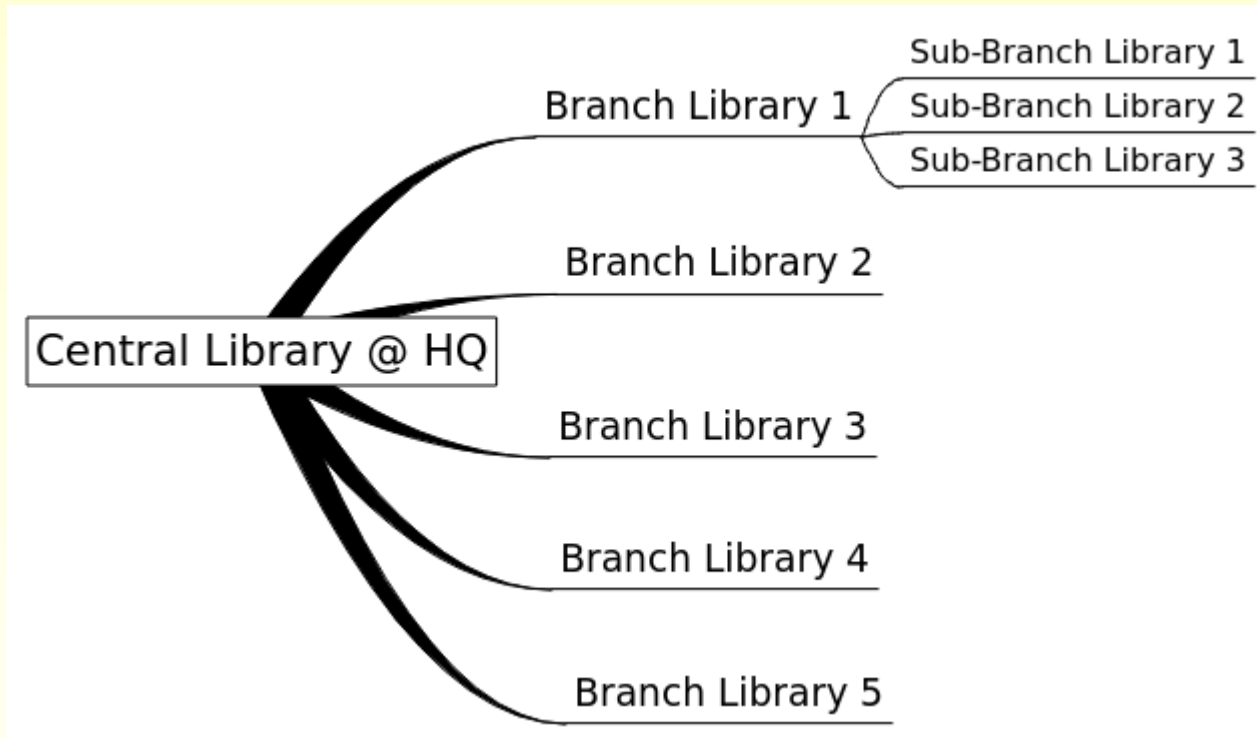 Sub-Branch Library 1
Branch Library 1
Sub-Branch Library 2
Sub-Branch Library 3
Branch Library 2
Central Library @ HQ
Branch Library 3
Branch Library 4
Branch Library 5